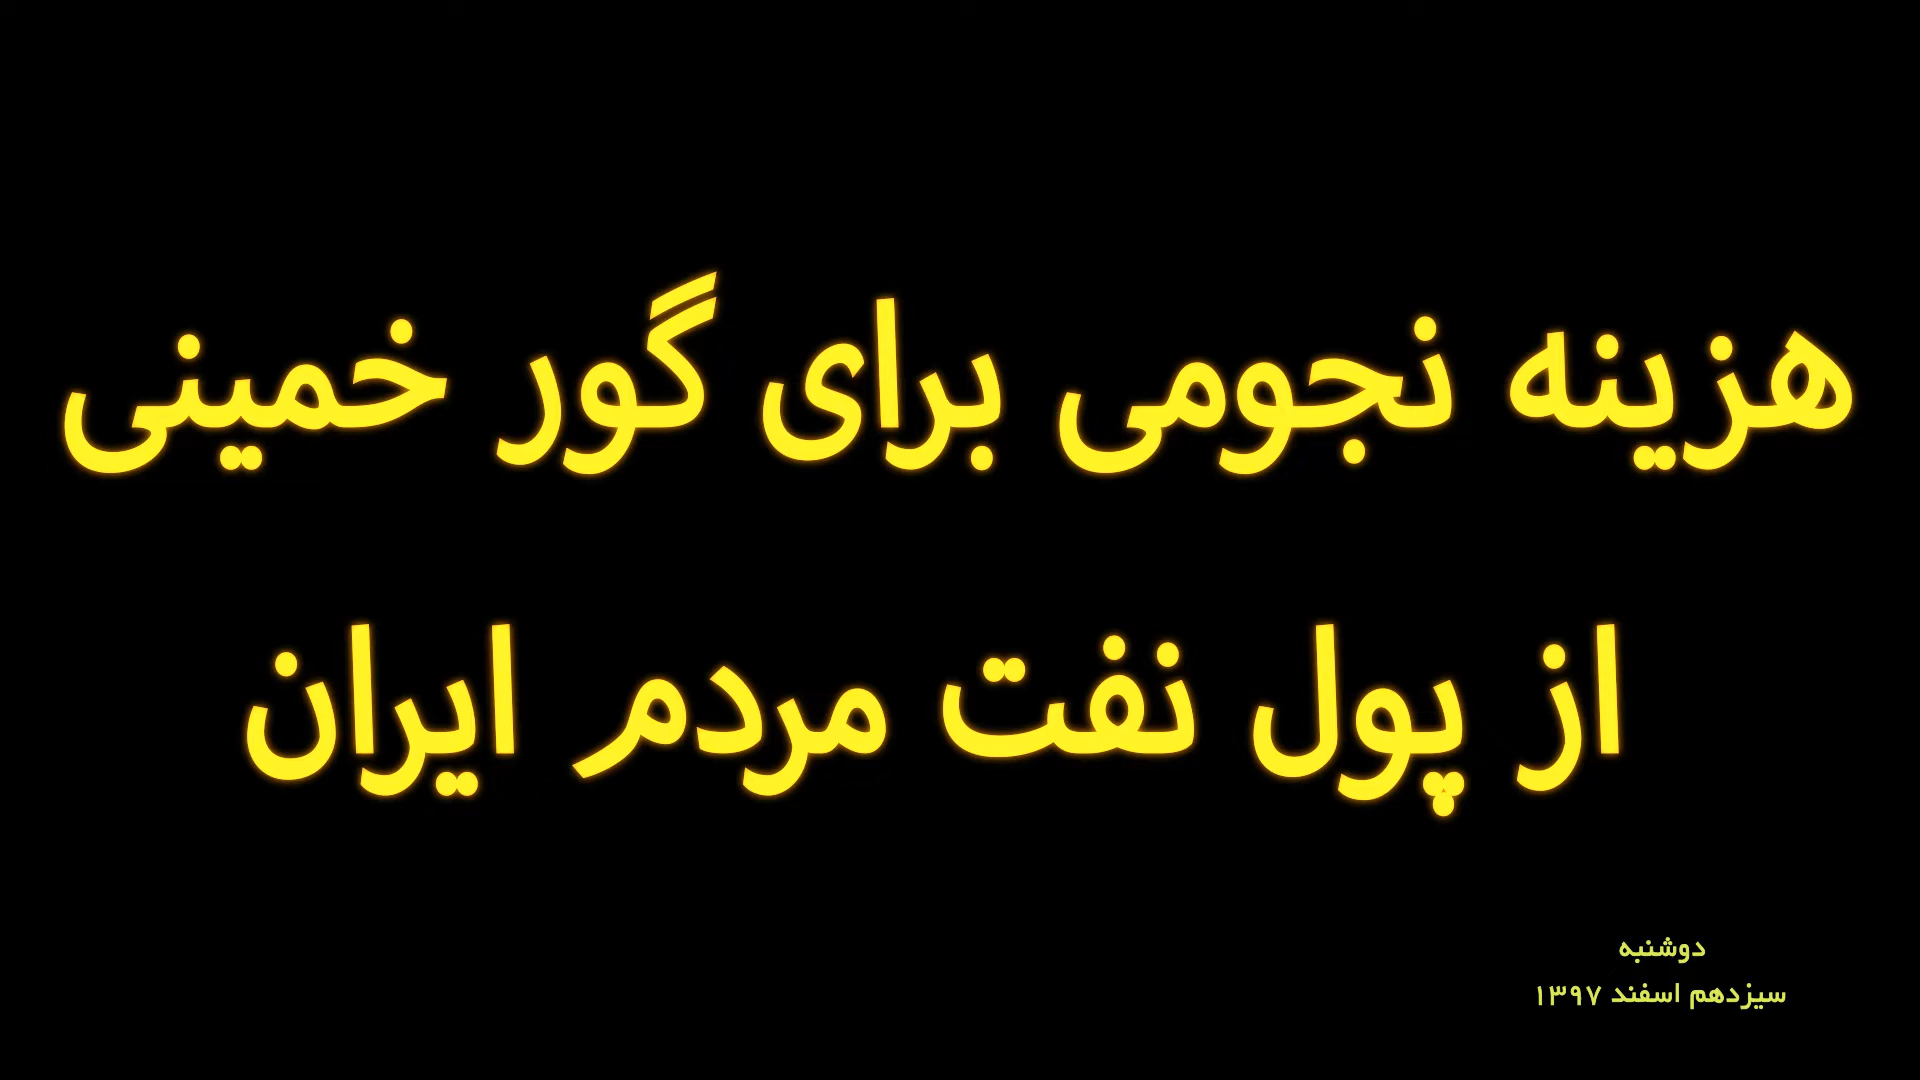 هزینه نجومی برای گور خمینی
از پول نفت مردم ایران
دوشنبه
سیزدهم اسفند ۱۳۹۷